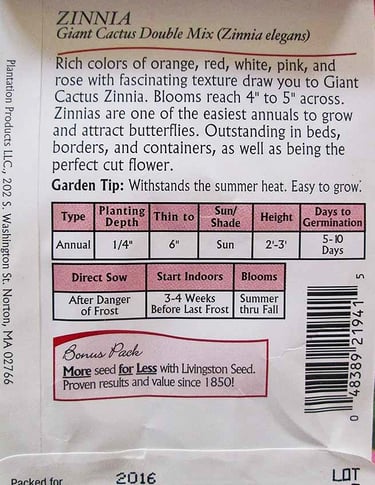 ZINNIA
Giant Cactus Double Mix (Zinnia elegans)
Rich colors of orange, red, white, pink, and
rose with fascinating texture draw you to Giant
Cactus Zinnia. Blooms reach 4" to 5" across.
Zinnias are one of the easiest annuals to grow
and attract butterflies. Outstanding in beds,
borders, and containers, as well as being the
perfect cut flower.
Garden Tip: Withstands the summer heat. Easy to grow.
Type Planting Depth Thin to Sun/Shade Height Days to Germination
Annual 1/4" 6" Sun 2'-3' 5-10 Days
Direct Sow Start Indoors Blooms
After Danger of Frost 3-4 Weeks Before Last Frost Summer thru Fall
Bonus Pack
More seed for Less with Livingston Seed.
Proven results and value since 1850!
Plantation Products LLC., 202 S. Washington St. Norton, MA 02766
0 48389 21941 5
Packed for 2016 LOT